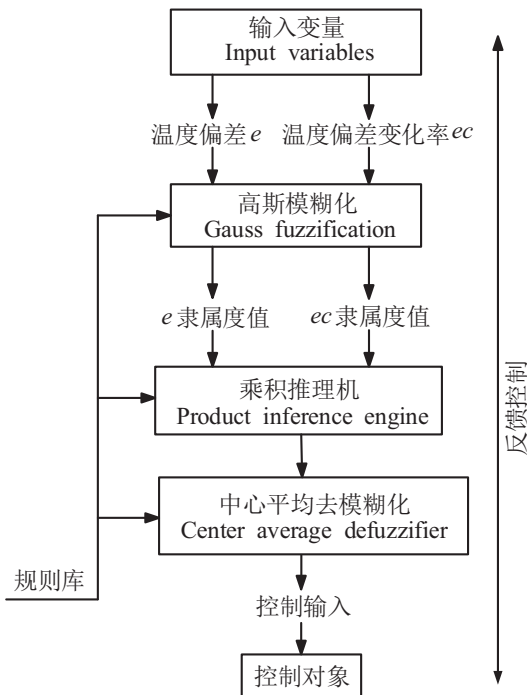 输入变量
Input variables
温度偏差e 温度偏差变化率ec
高斯模糊化
Gauss fuzzification
e隶属度值 ec隶属度值
乘积推理机
Product inference engine
中心平均去模糊化
Center average defuzzifier
规则库
控制输入
控制对象
反馈控制